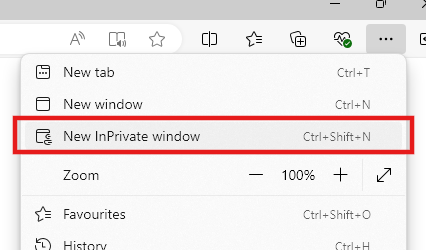 New tab Ctrl+T
New window Ctrl+N
New InPrivate window Ctrl+Shift+N
Zoom 100%
Favourites Ctrl+Shift+O
History Ctrl+H